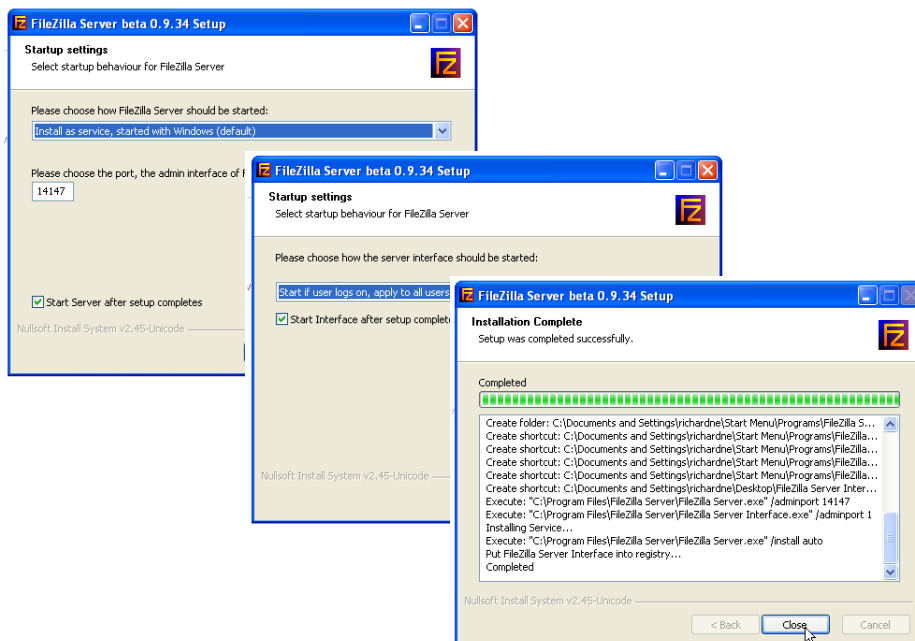 FileZilla Server beta 0.9.34 Setup
Startup settings
Select startup behaviour for FileZilla Server
Please choose how FileZilla Server should be started:
Install as service, started with Windows (default)
Please choose the port, the admin interface of
14147
Start Server after setup completes
Nullsoft Install System v2.45-Unicode
FileZilla Server beta 0.9.34 Setup
Startup settings
Select startup behaviour for FileZilla Server
Please choose how the server interface should be started:
Start if user logs on, apply to all users
Start Interface after setup complet
Nullsoft Install System v2.45-Unicode
FileZilla Server beta 0.9.34 Setup
Installation Complete
Setup was completed successfully.
Completed
Create folder: C:\Documents and Settings\richardne\Start Menu\Programs\FileZilla S...
Create shortcut: C:\Documents and Settings\richardne\Start Menu\Programs\FileZilla...
Create shortcut: C:\Documents and Settings\richardne\Start Menu\Programs\FileZilla...
Create shortcut: C:\Documents and Settings\richardne\Start Menu\Programs\FileZilla...
Create shortcut: C:\Documents and Settings\richardne\Start Menu\Programs\FileZilla...
Create shortcut: C:\Documents and Settings\richardne\Desktop\FileZilla Server Inter...
Execute: "C:\Program Files\FileZilla Server\FileZilla Server.exe" /adminport 14147
Execute: "C:\Program Files\FileZilla Server\FileZilla Server Interface.exe" /adminport 1
Installing Service...
Execute: "C:\Program Files\FileZilla Server\FileZilla Server.exe" /install auto
Put FileZilla Server Interface into registry...
Completed
Nullsoft Install System v2.45-Unicode
< Back
Close
Cancel